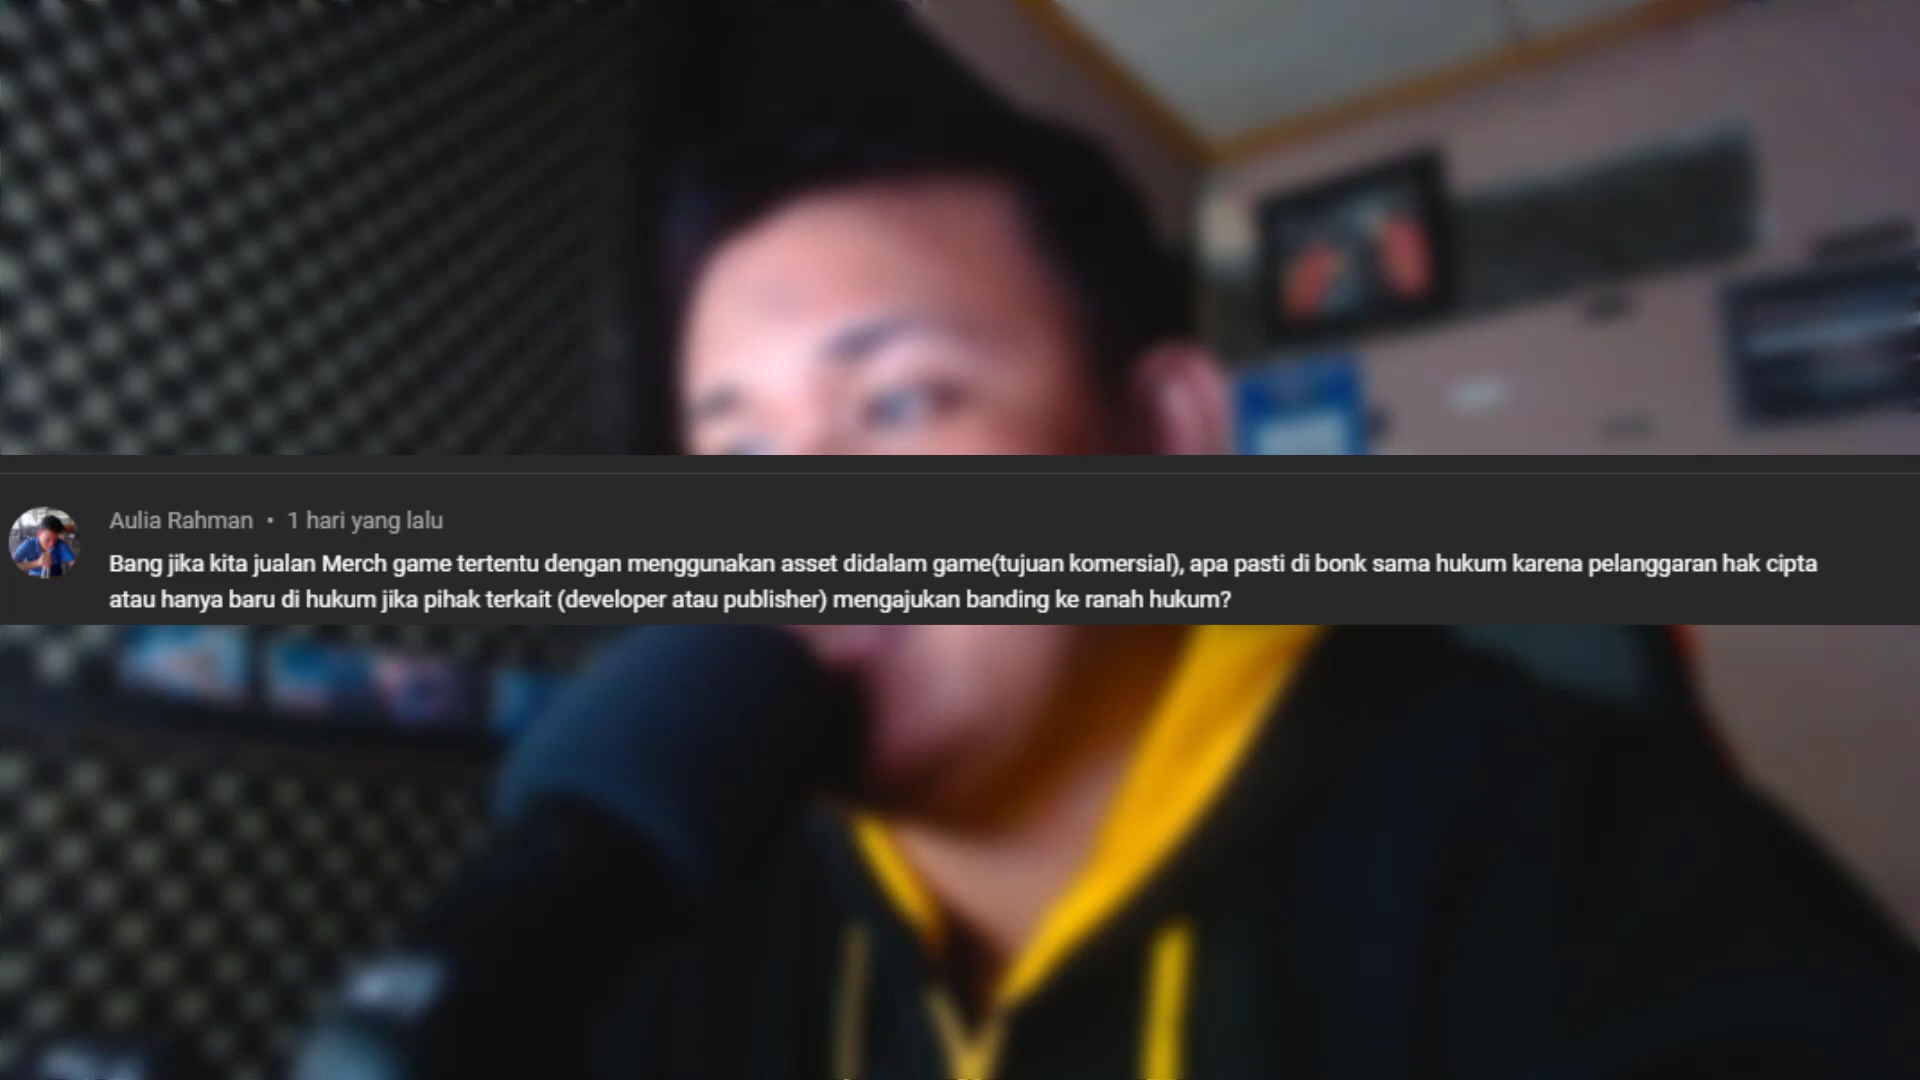 Aulia Rahman • 1 hari yang lalu
Bang jika kita jualan Merch game tertentu dengan menggunakan asset didalam game(tujuan komersial), apa pasti di bonk sama hukum karena pelanggaran hak cipta
atau hanya baru di hukum jika pihak terkait (developer atau publisher) mengajukan banding ke ranah hukum?